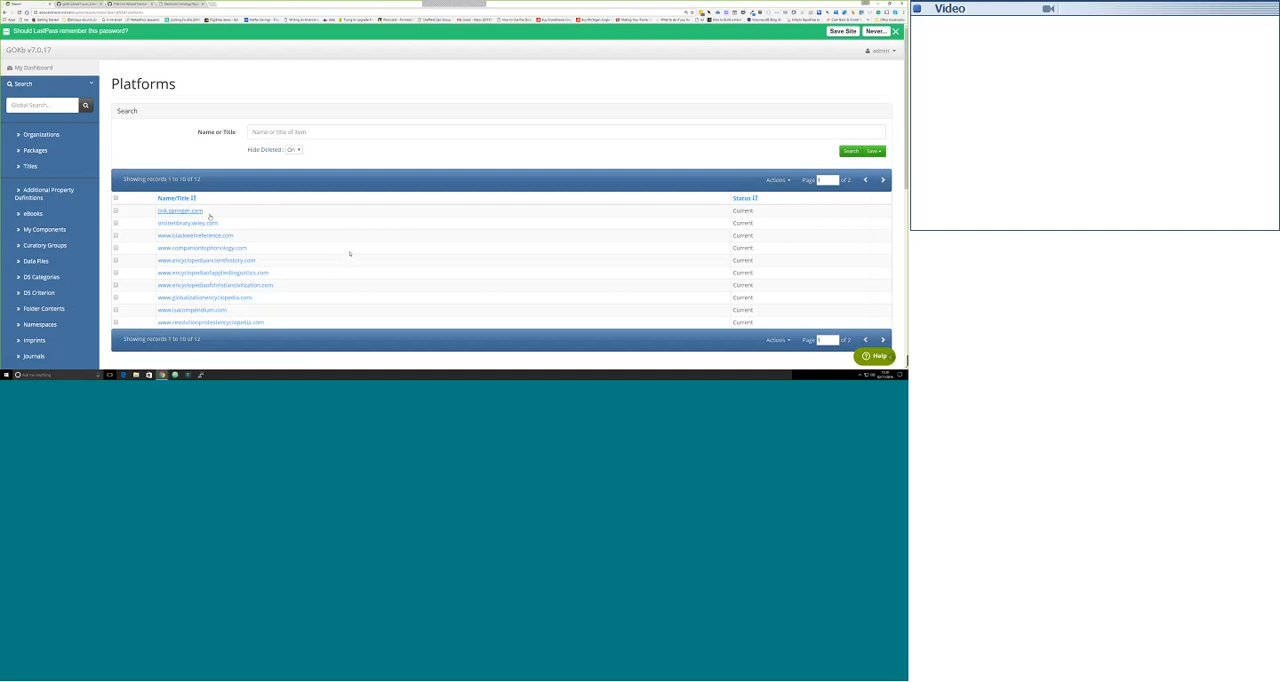 Video
Should LastPass remember this password?
Save Site
Never...
GOKb v7.0.17
admin
My Dashboard
Search
Global Search...
Organisations
Packages
Titles
Additional Property Definitions
eBooks
My Components
Curatory Groups
Data Files
DS Categories
DS Criterion
Folder Contents
Namespaces
Imprints
Journals
Platforms
Search
Name or Title
Name or title of item
Hide Deleted :
On
Search
Save
Showing records 1 to 10 of 12
Actions
Page 1 of 2
Name/Title
Status
link.springer.com Current
onlinelibrary.wiley.com Current
www.blackwellreference.com Current
www.companiontophonology.com Current
www.encyclopediaancienthistory.com Current
www.encyclopediaofappliedlinguistics.com Current
www.encyclopediaofchristiancivilization.com Current
www.globalizationencyclopedia.com Current
www.isacompendium.com Current
www.revolutionprotestencyclopedia.com Current
Showing records 1 to 10 of 12
Actions
Page 1 of 2
Help